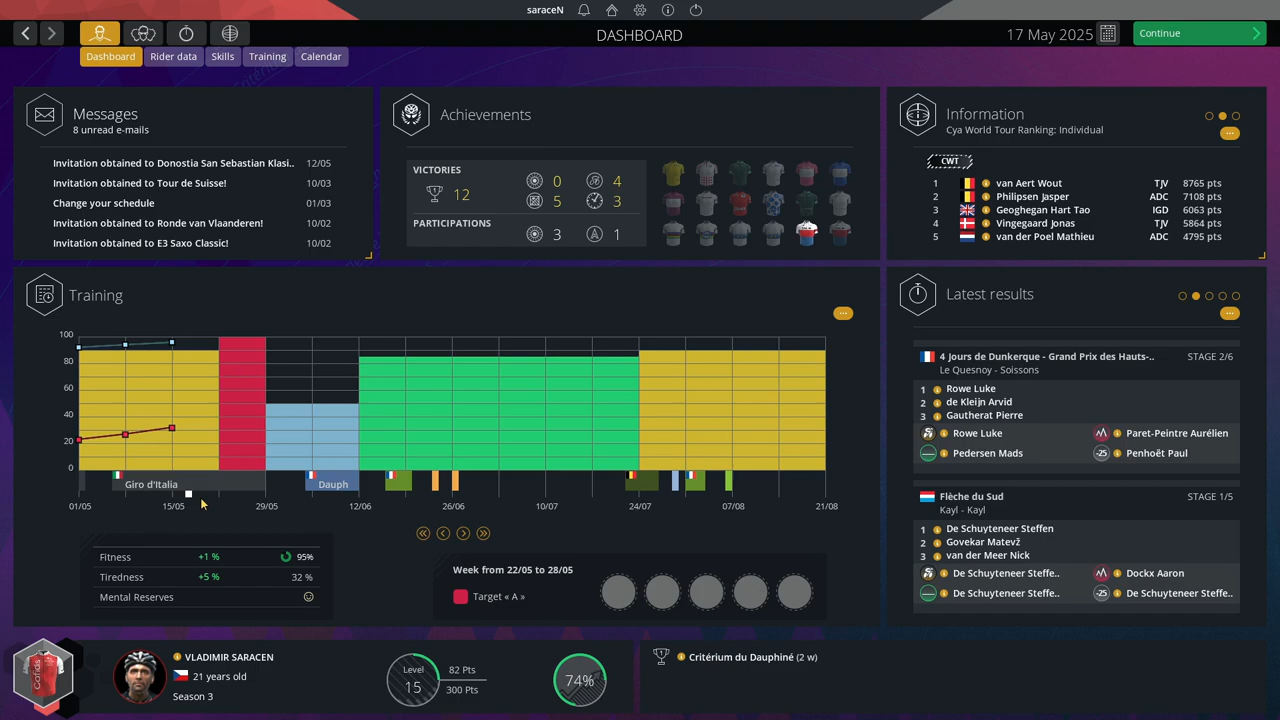 saraceN
DASHBOARD
17 May 2025
Continue
Dashboard
Rider data
Skills
Training
Calendar
Messages
8 unread e-mails
Invitation obtained to Donostia San Sebastian Klasi.. 12/05
Invitation obtained to Tour de Suisse! 10/03
Change your schedule 01/03
Invitation obtained to Ronde van Vlaanderen! 10/02
Invitation obtained to E3 Saxo Classic! 10/02
Achievements
VICTORIES
12
0
4
5
3
PARTICIPATIONS
3
1
Information
Cya World Tour Ranking: Individual
CWT
1 van Aert Wout TJV 8765 pts
2 Philipsen Jasper ADC 7108 pts
3 Geoghegan Hart Tao IGD 6063 pts
4 Vingegaard Jonas TJV 5864 pts
5 van der Poel Mathieu ADC 4795 pts
Training
100
80
60
40
20
0
Giro d'Italia
Dauph
01/05 15/05 29/05 12/06 26/06 10/07 24/07 07/08 21/08
Fitness +1 % 95%
Tiredness +5 % 32 %
Mental Reserves
Week from 22/05 to 28/05
Target « A »
Latest results
4 Jours de Dunkerque - Grand Prix des Hauts-.. STAGE 2/6
Le Quesnoy - Soissons
1 Rowe Luke
2 de Kleijn Arvid
3 Gautherat Pierre
Rowe Luke
Paret-Peintre Aurélien
Pedersen Mads
-25 Penhoët Paul
Flèche du Sud STAGE 1/5
Kayl - Kayl
1 De Schuyteneer Steffen
2 Govekar Matevž
3 van der Meer Nick
De Schuyteneer Steffe..
Dockx Aaron
De Schuyteneer Steffe..
-25 De Schuyteneer Steffe..
Cofidis
VLADIMIR SARACEN
21 years old
Season 3
Level
15
82 Pts
300 Pts
74%
Critérium du Dauphiné (2 w)